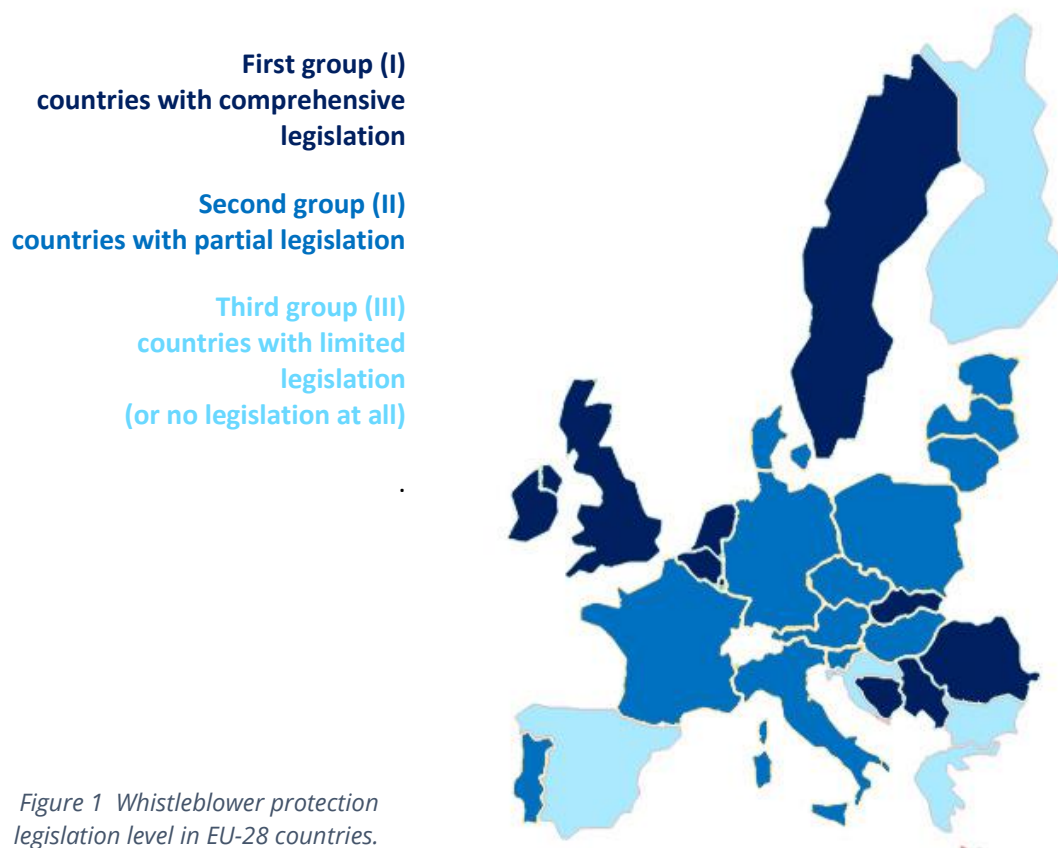 First group (I)
countries with comprehensive
legislation
Second group (II)
countries with partial legislation
Third group (III)
countries with limited
legislation
(or no legislation at all)
.
Figure 1 Whistleblower protection
legislation level in EU-28 countries.